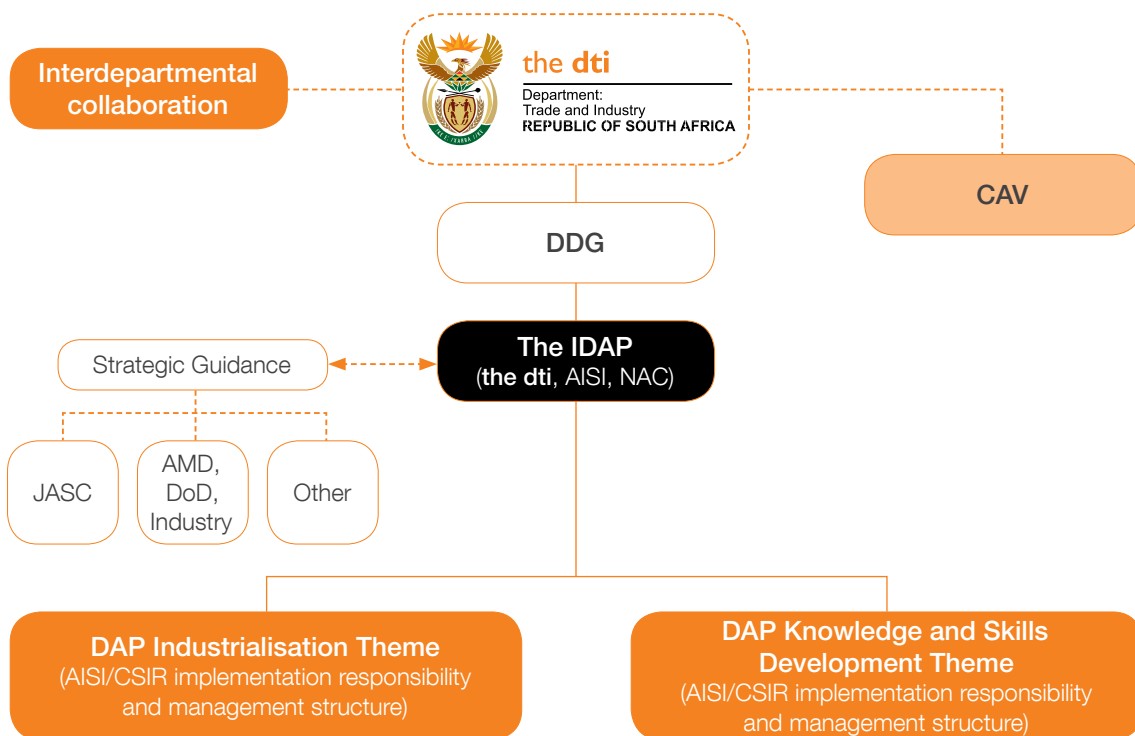 Interdepartmental
collaboration
the dti
Department:
Trade and Industry
REPUBLIC OF SOUTH AFRICA
CAV
DDG
The IDAP
(the dti, AISI, NAC)
Strategic Guidance
JASC
AMD,
DoD,
Industry
Other
DAP Industrialisation Theme
(AISI/CSIR implementation responsibility
and management structure)
DAP Knowledge and Skills
Development Theme
(AISI/CSIR implementation responsibility
and management structure)